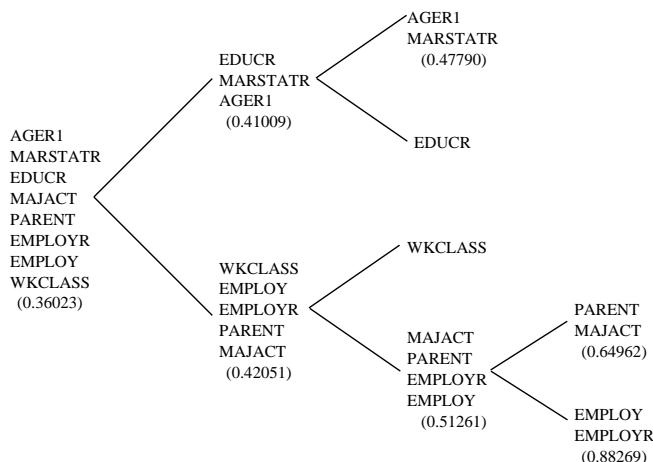 AGER1
MARSTATR
EDUCR
MAJACT
PARENT
EMPLOYR
EMPLOY
WKCLASS
(0.36023)
EDUCR
MARSTATR
AGER1
(0.41009)
AGER1
MARSTATR
(0.47790)
EDUCR
WKCLASS
EMPLOY
EMPLOYR
PARENT
MAJACT
(0.42051)
WKCLASS
MAJACT
PARENT
EMPLOYR
EMPLOY
(0.51261)
PARENT
MAJACT
(0.64962)
EMPLOY
EMPLOYR
(0.88269)